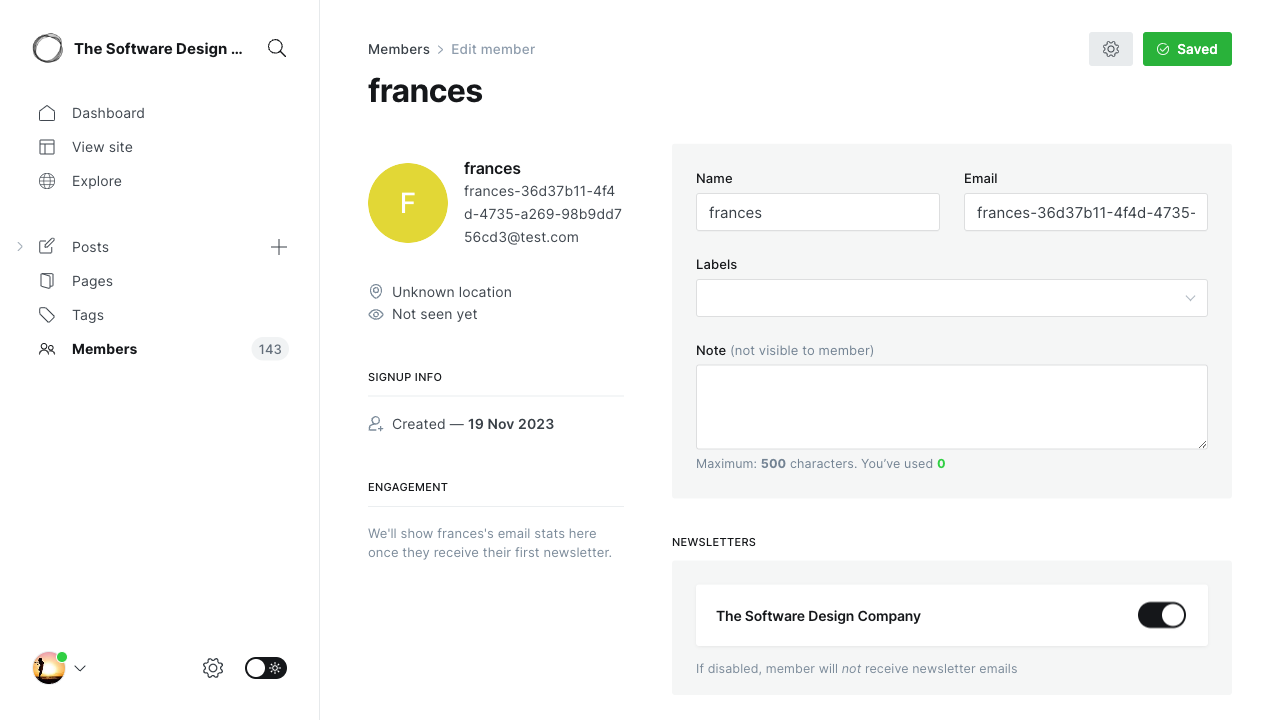 The Software Design ...
Dashboard
View site
Explore
Posts
Pages
Tags
Members
143
Members
Edit member
Saved
frances
F
frances
frances-36d37b11-4f4
d-4735-a269-98b9dd7
56cd3@test.com
Unknown location
Not seen yet
SIGNUP INFO
Created — 19 Nov 2023
ENGAGEMENT
We'll show frances's email stats here
once they receive their first newsletter.
Name
Email
frances
frances-36d37b11-4f4d-4735-
Labels
Note (not visible to member)
Maximum: 500 characters. You've used 0
NEWSLETTERS
The Software Design Company
If disabled, member will not receive newsletter emails